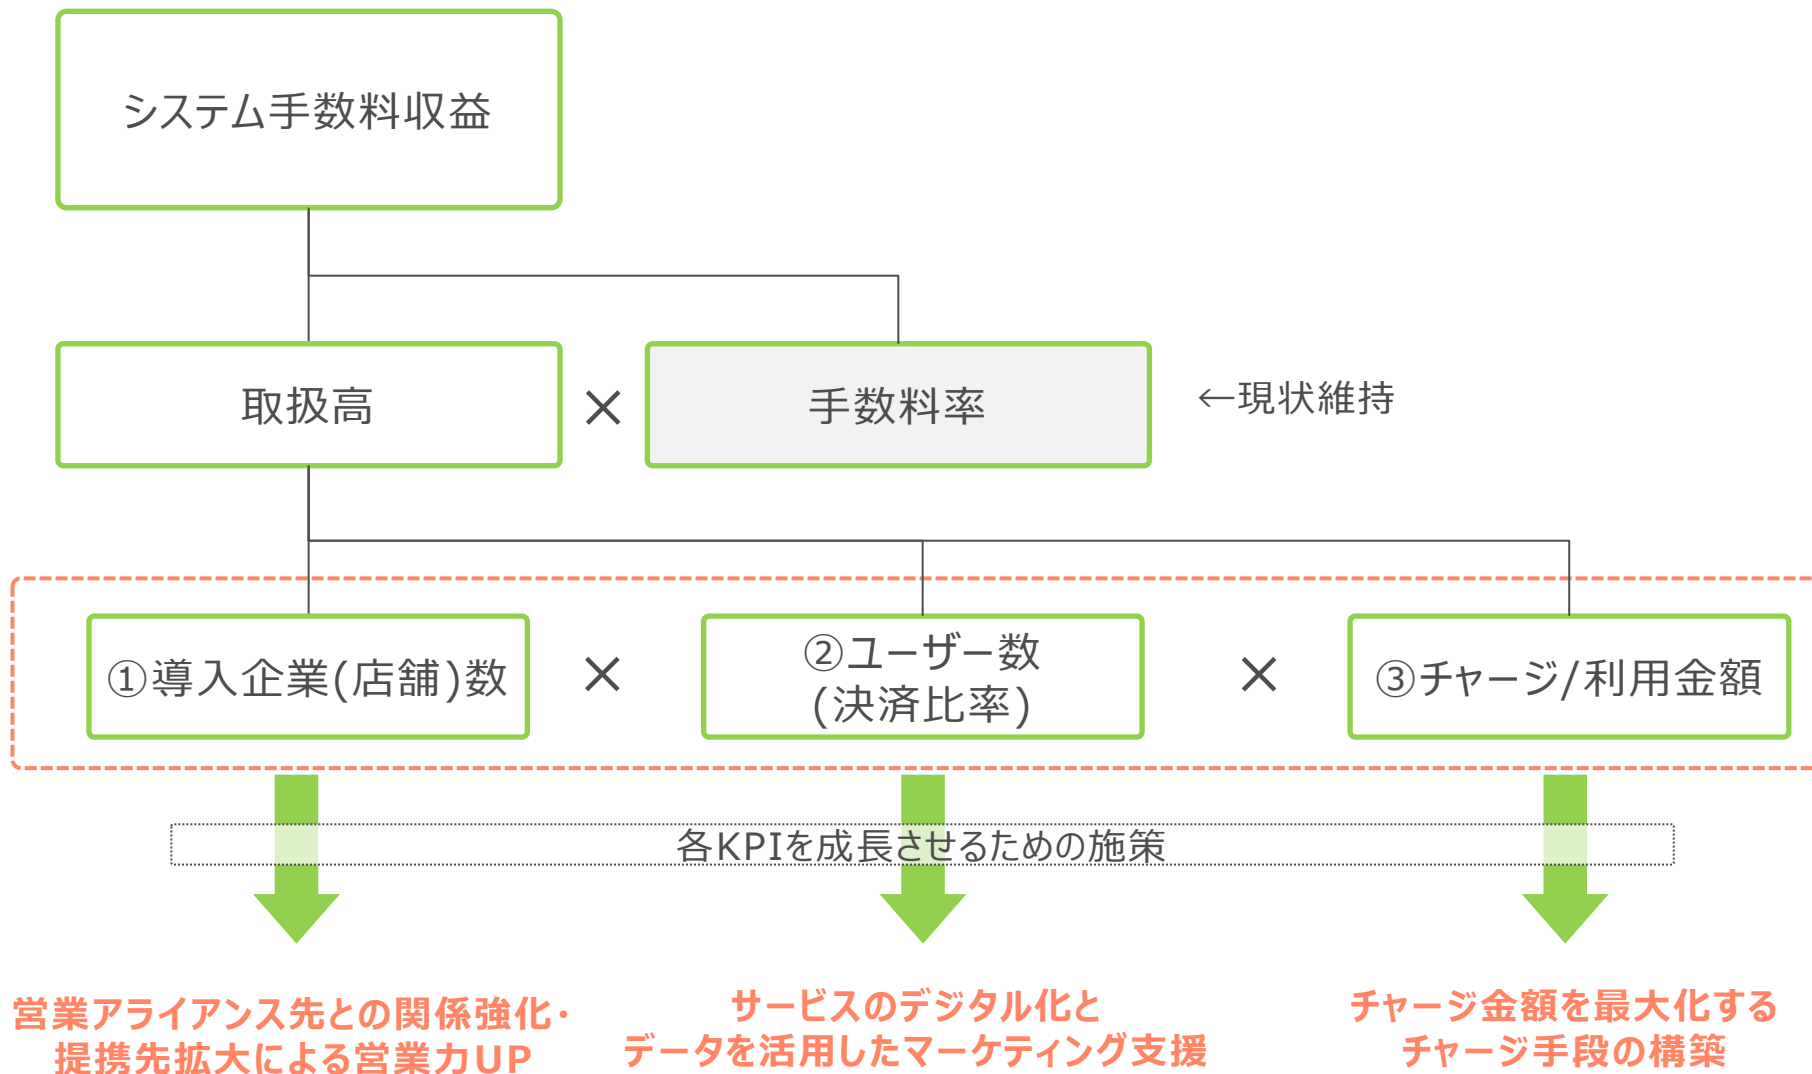 システム手数料収益
取扱高
×
手数料率
←現状維持
①導入企業(店舗)数
×
②ユーザー数
(決済比率)
×
③チャージ/利用金額
各KPIを成長させるための施策
営業アライアンス先との関係強化・
提携先拡大による営業力UP
サービスのデジタル化と
データを活用したマーケティング支援
チャージ金額を最大化する
チャージ手段の構築